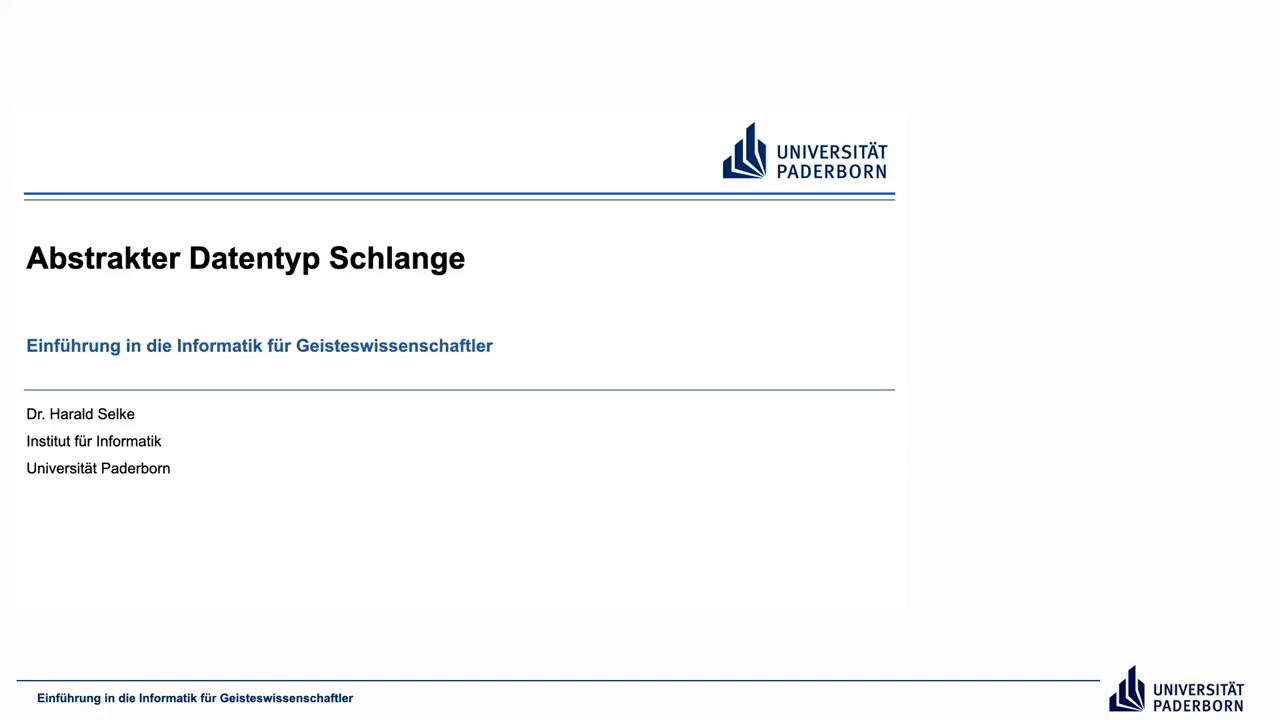 UNIVERSITÄT
PADERBORN
Abstrakter Datentyp Schlange
Einführung in die Informatik für Geisteswissenschaftler
Dr. Harald Selke
Institut für Informatik
Universität Paderborn
Einführung in die Informatik für Geisteswissenschaftler
UNIVERSITÄT
PADERBORN